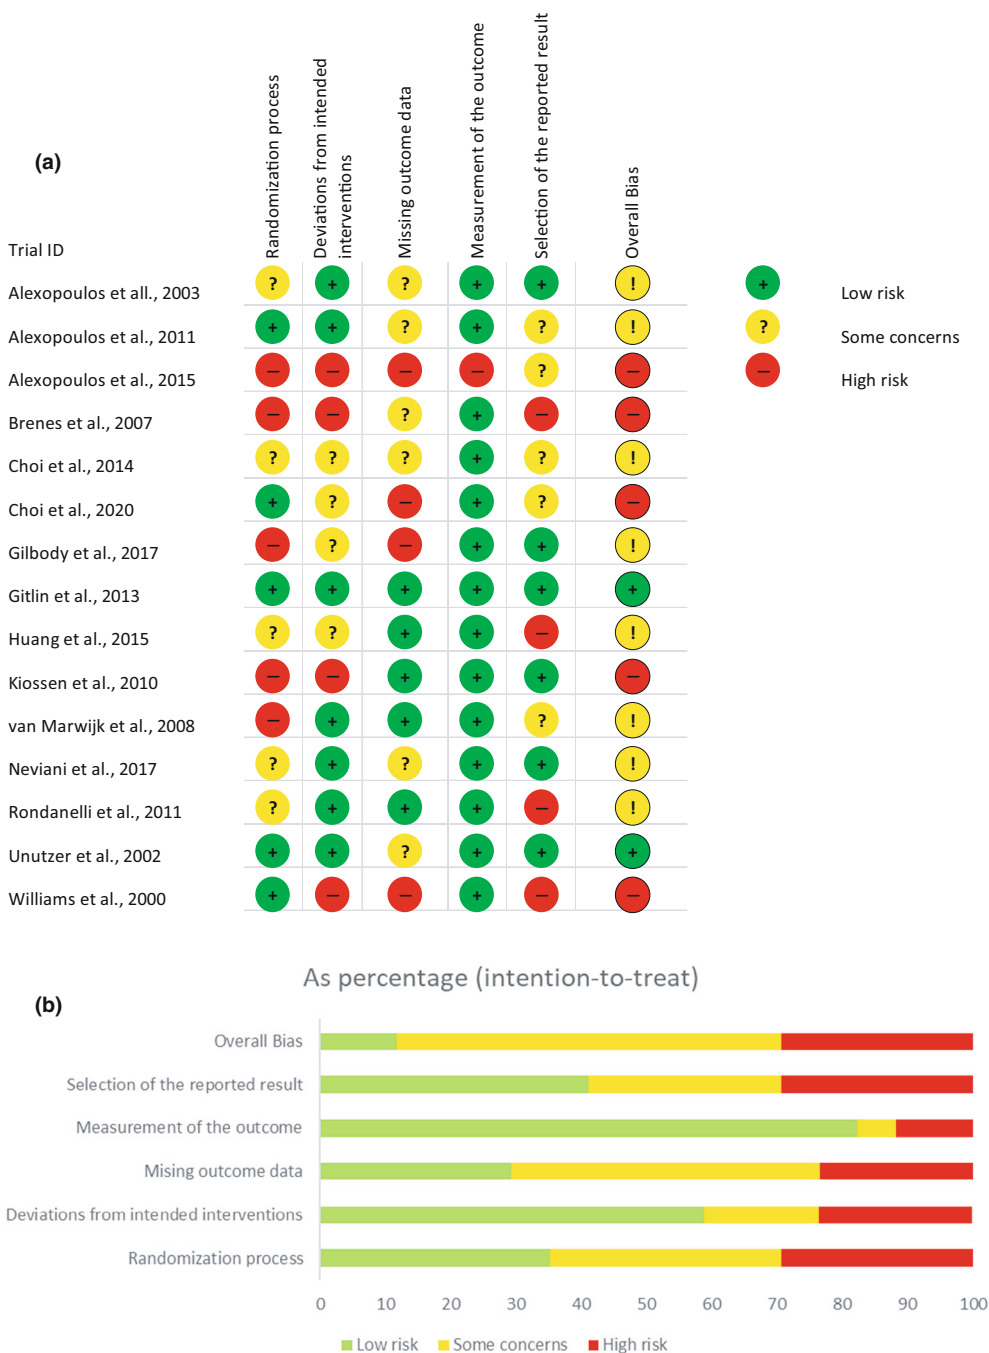 (a)
Trial ID
Randomization process
Deviations from intended
interventions
Missing outcome data
Measurement of the outcome
Selection of the reported result
Overall Bias
Alexopoulos et all., 2003 ? + ? + + !
Alexopoulos et al., 2011 + + ? + ? !
Alexopoulos et al., 2015 − − − − ? −
Brenes et al., 2007 − − ? + − −
Choi et al., 2014 ? ? ? + ? !
Choi et al., 2020 + ? − + ? −
Gilbody et al., 2017 − ? − + + !
Gitlin et al., 2013 + + + + + +
Huang et al., 2015 ? ? + + − !
Kiossen et al., 2010 − − + + + −
van Marwijk et al., 2008 − + + + ? !
Neviani et al., 2017 ? + ? + + !
Rondanelli et al., 2011 ? + + + − !
Unutzer et al., 2002 + + ? + + +
Williams et al., 2000 + − − + − −
+ Low risk
? Some concerns
− High risk
As percentage (intention-to-treat)
(b)
Overall Bias
Selection of the reported result
Measurement of the outcome
Mising outcome data
Deviations from intended interventions
Randomization process
0 10 20 30 40 50 60 70 80 90 100
Low risk Some concerns High risk